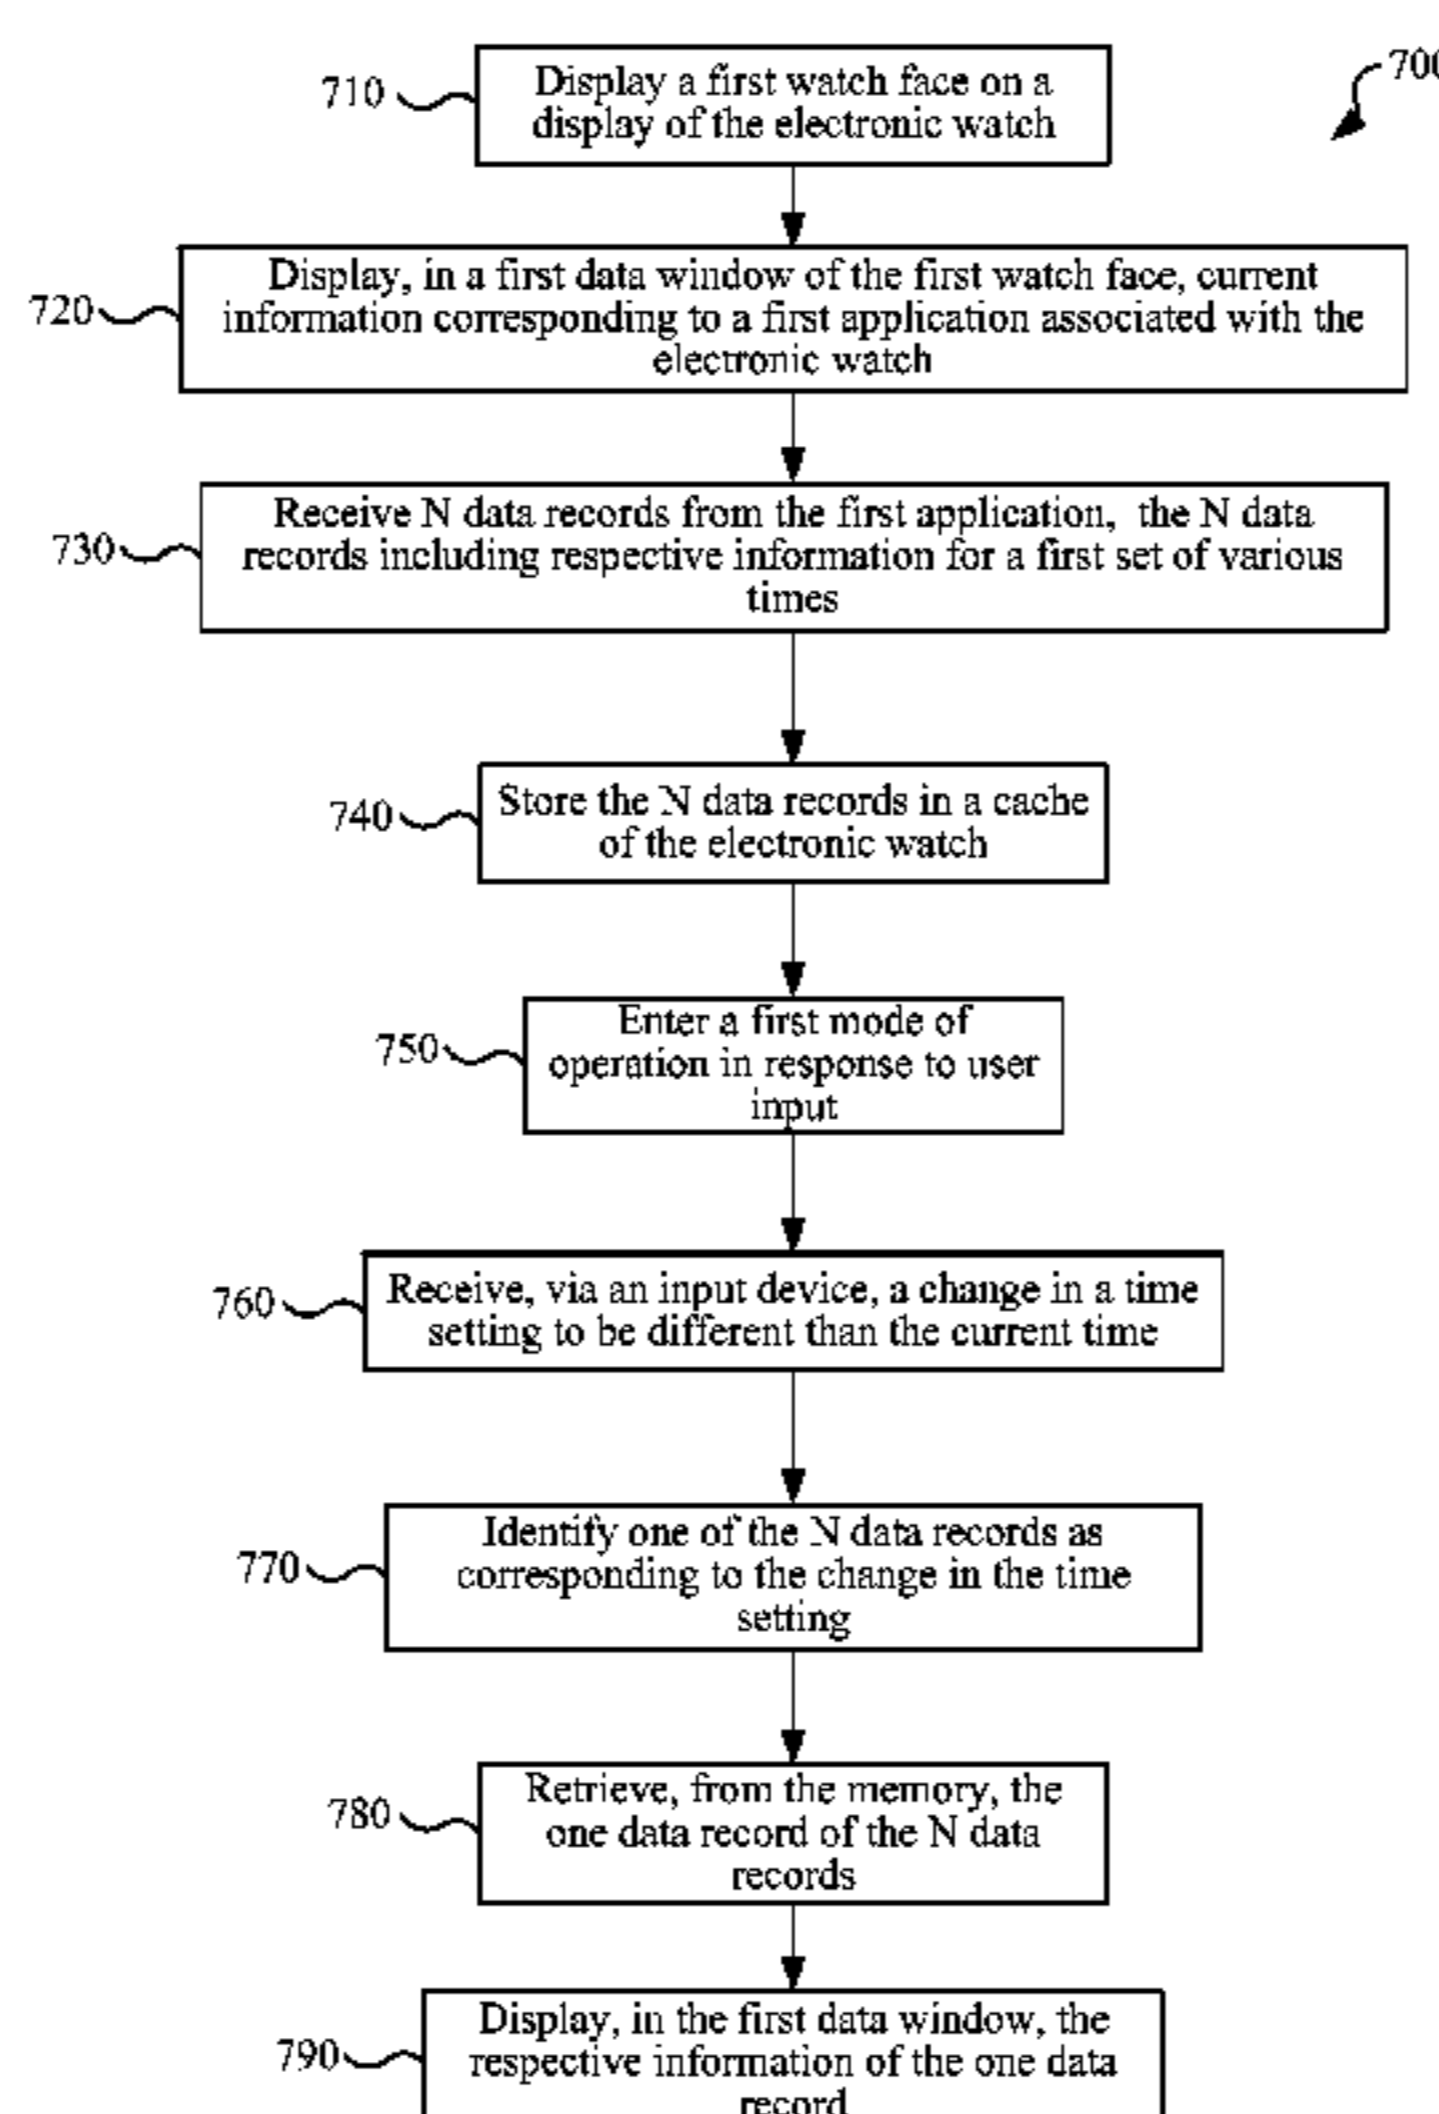 700
710
Display a first watch face on a
display of the electronic watch
720
Display, in a first data window of the first watch face, current
information corresponding to a first application associated with the
electronic watch
730
Receive N data records from the first application, the N data
records including respective information for a first set of various
times
740
Store the N data records in a cache
of the electronic watch
750
Enter a first mode of
operation in response to user
input
760
Receive, via an input device, a change in a time
setting to be different than the current time
770
Identify one of the N data records as
corresponding to the change in the time
setting
780
Retrieve, from the memory, the
one data record of the N data
records
790
Display, in the first data window, the
respective information of the one data
record